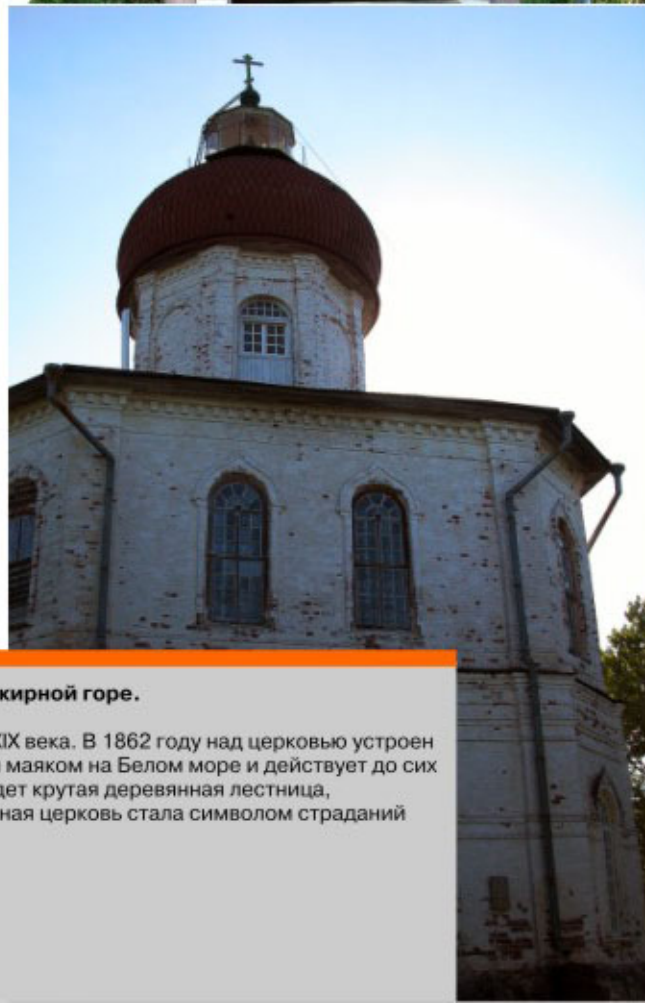 кирной горе.
XIX века. В 1862 году над церковью устроен
маяком на Белом море и действует до сих
дет крутая деревянная лестница,
ная церковь стала символом страданий